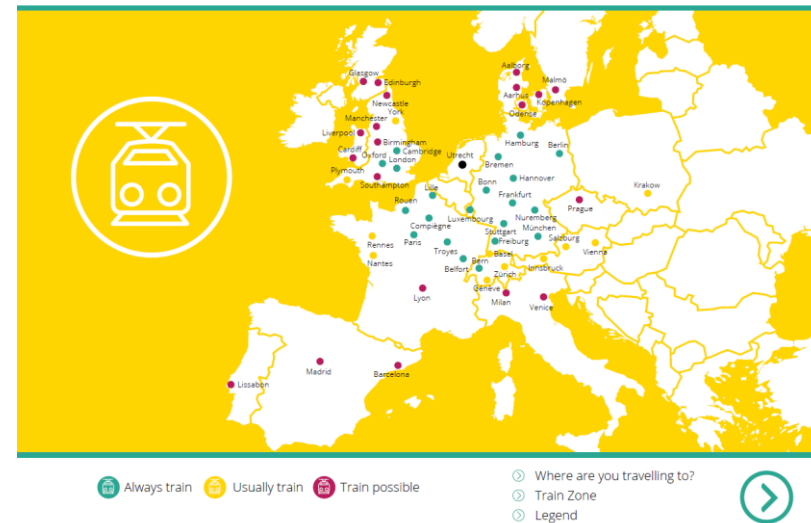 Aalborg
Glasgow
Edinburgh
Malmö
Aarhus
Kopenhagen
Newcastle
Odense
York
Manchester
Liverpool
Birmingham
Hamburg
Cardiff
Oxford
Cambridge
Utrecht
Berlin
London
Bremen
Plymouth
Hannover
Southampton
Lille
Bonn
Krakow
Rouen
Frankfurt
Prague
Luxembourg
Nuremberg
Compiègne
Stuttgart
München
Rennes
Paris
Freiburg
Salzburg
Troyes
Basel
Vienna
Nantes
Bern
Belfort
Zürich
Innsbruck
Genève
Lyon
Milan
Venice
Madrid
Barcelona
Lissabon
Always train
Usually train
Train possible
Where are you travelling to?
Train Zone
Legend